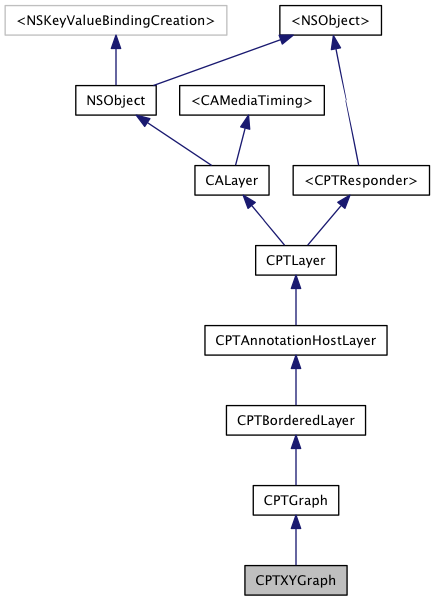 <NSKeyValueBindingCreation>
<NSObject>
NSObject
<CAMediaTiming>
CALayer
<CPTResponder>
CPTLayer
CPTAnnotationHostLayer
CPTBorderedLayer
CPTGraph
CPTXYGraph